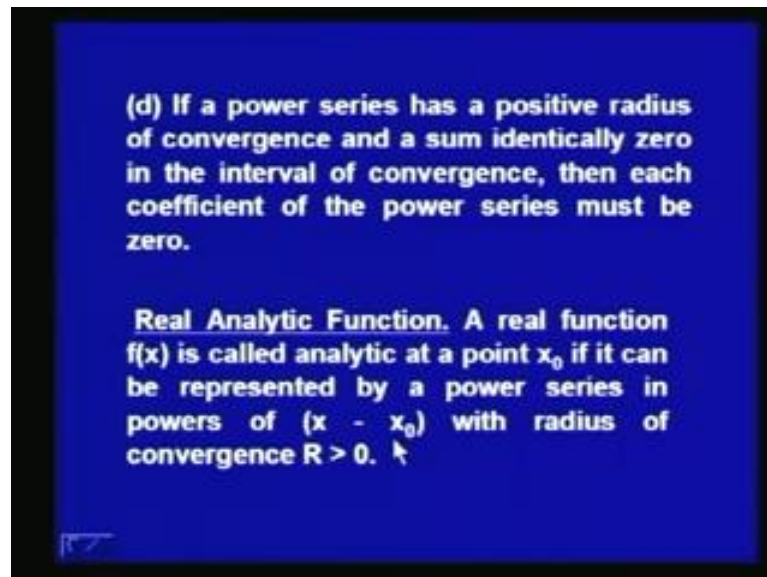 (d) If a power series has a positive radius
of convergence and a sum identically zero
in the interval of convergence, then each
coefficient of the power series must be
zero.
Real Analytic Function. A real function
f(x) is called analytic at a point x₀ if it can
be represented by a power series in
powers of (x - x₀) with radius of
convergence R > 0.